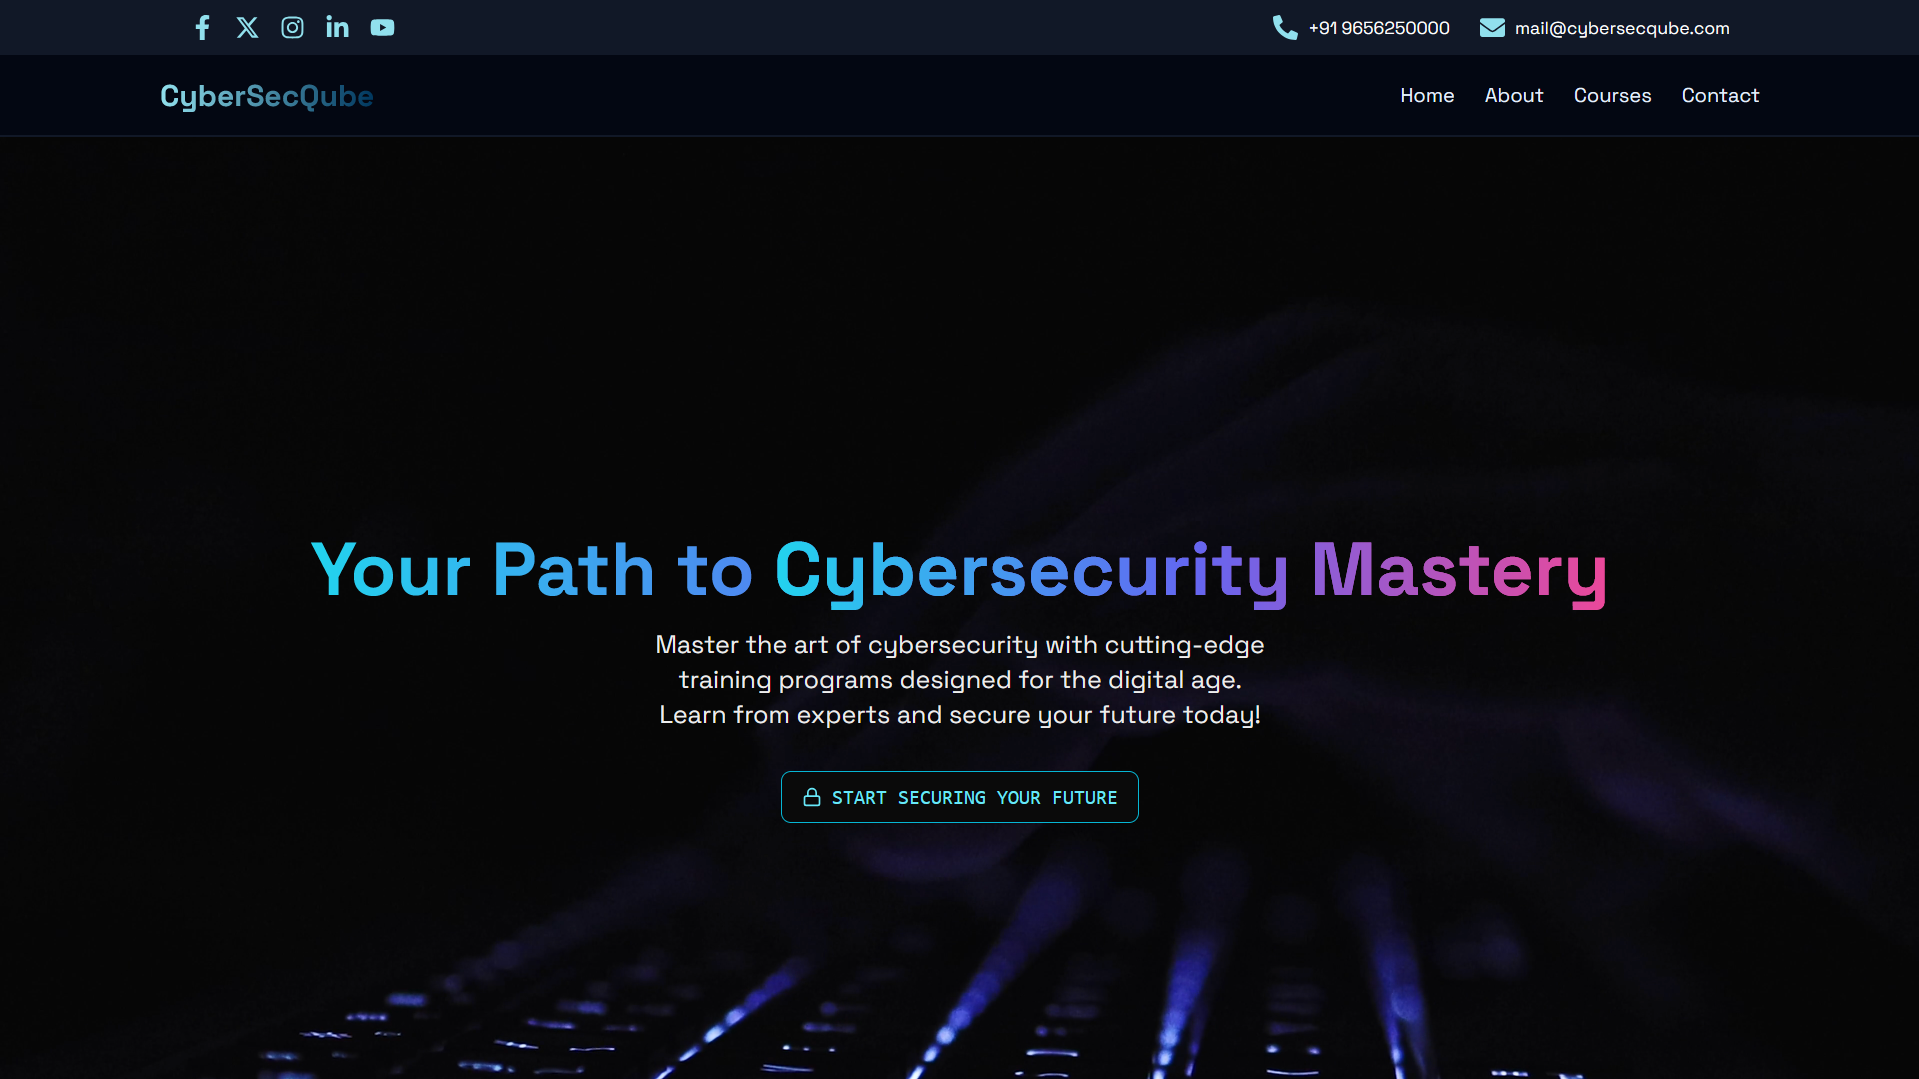 +91 9656250000 mail@cybersecqube.com
CyberSecQube Home About Courses Contact
Your Path to Cybersecurity Mastery
Master the art of cybersecurity with cutting-edge
training programs designed for the digital age.
Learn from experts and secure your future today!
START SECURING YOUR FUTURE